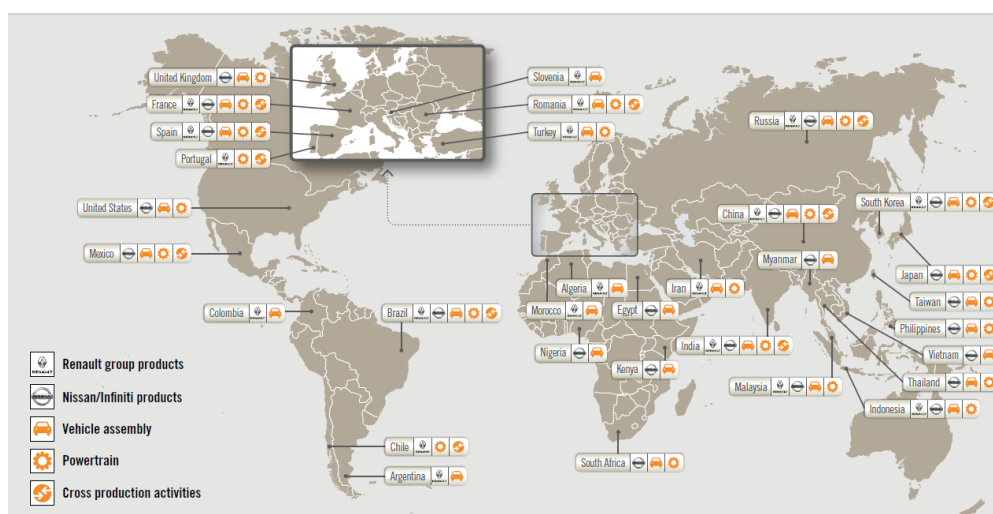 United Kingdom
France
Spain
Portugal
Slovenia
Romania
Turkey
Russia
United States
Mexico
China
South Korea
Myanmar
Japan
Algeria
Iran
Taiwan
Colombia
Brazil
Morocco
Egypt
Philippines
Nigeria
India
Vietnam
Kenya
Malaysia
Thailand
Indonesia
RENAULT
Renault group products
Nissan/Infiniti products
Vehicle assembly
Powertrain
Cross production activities
Chile
Argentina
South Africa